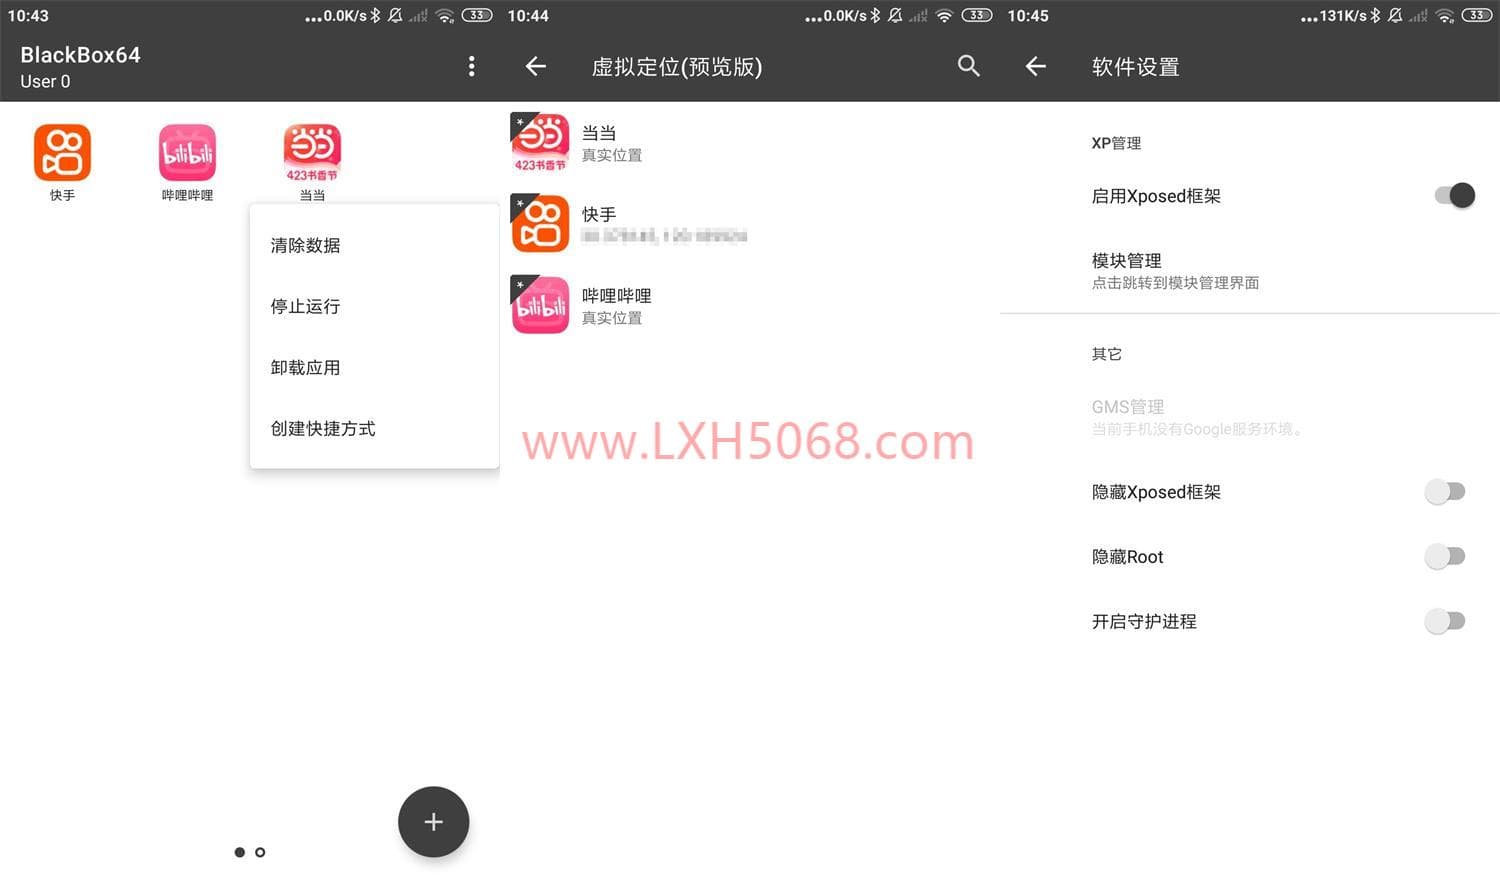 10:43
...0.0K/s
33
BlackBox64
User 0
快手
bilibili
哔哩哔哩
当当
423书香节
当当
清除数据
停止运行
卸载应用
创建快捷方式
10:44
...0.0K/s
33
虚拟定位(预览版)
当当
423书香节
当当
真实位置
快手
bilibili
哔哩哔哩
真实位置
10:45
...131K/s
33
软件设置
XP管理
启用Xposed框架
模块管理
点击跳转到模块管理界面
其它
GMS管理
当前手机没有Google服务环境。
隐藏Xposed框架
隐藏Root
开启守护进程
www.LXH5068.com